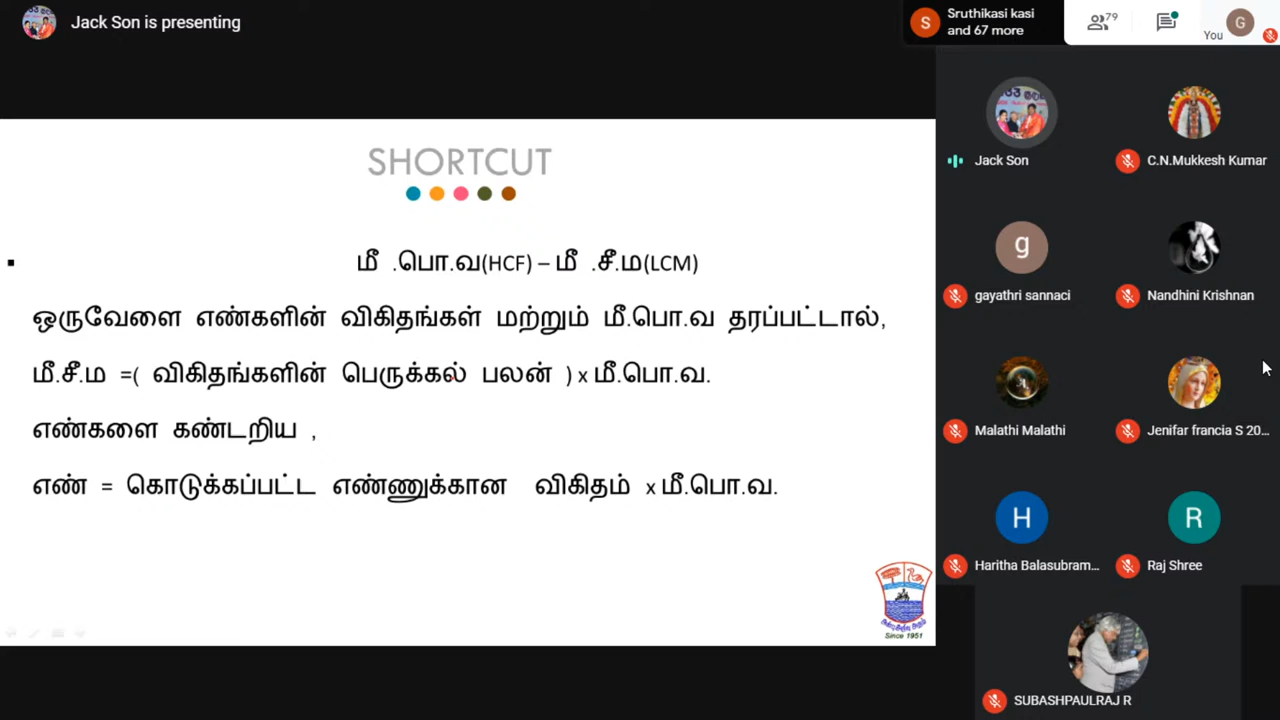 Jack Son is presenting
Sruthikasi kasi
and 67 more
79
You
G
S
SHORTCUT
மீ .பொ.வ(HCF) – மீ .சீ.ம(LCM)
ஒருவேளை எண்களின் விகிதங்கள் மற்றும் மீ.பொ.வ தரப்பட்டால்,
மீ.சீ.ம =( விகிதங்களின் பெருக்கல் பலன் ) x மீ.பொ.வ.
எண்களை கண்டறிய ,
எண் = கொடுக்கப்பட்ட எண்ணுக்கான விகிதம் x மீ.பொ.வ.
Since 1951
Jack Son
C.N.Mukkesh Kumar
g
gayathri sannaci
Nandhini Krishnan
Malathi Malathi
Jenifar francia S 20...
H
Haritha Balasubram...
R
Raj Shree
SUBASHPAULRAJ R